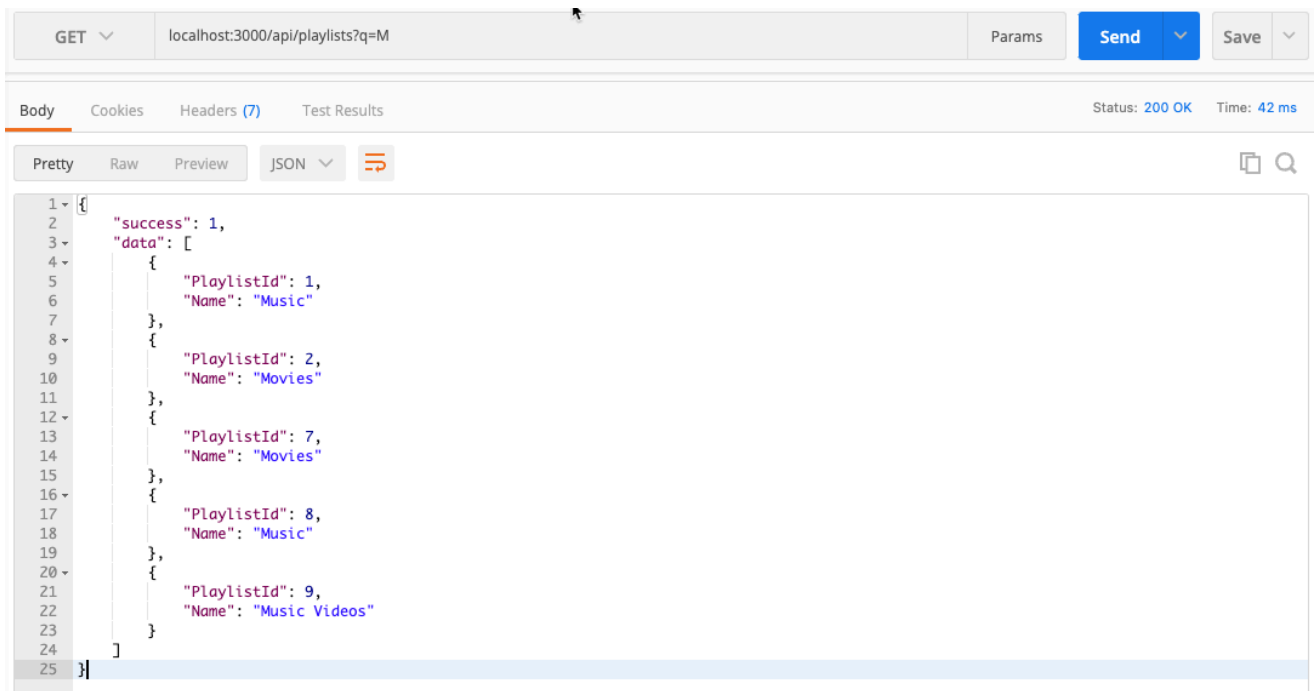 GET localhost:3000/api/playlists?q=M Params Send Save
Body Cookies Headers (7) Test Results Status: 200 OK Time: 42 ms
Pretty Raw Preview JSON
1 {
2 "success": 1,
3 "data": [
4 {
5 "PlaylistId": 1,
6 "Name": "Music"
7 },
8 {
9 "PlaylistId": 2,
10 "Name": "Movies"
11 },
12 {
13 "PlaylistId": 7,
14 "Name": "Movies"
15 },
16 {
17 "PlaylistId": 8,
18 "Name": "Music"
19 },
20 {
21 "PlaylistId": 9,
22 "Name": "Music Videos"
23 }
24 ]
25 }